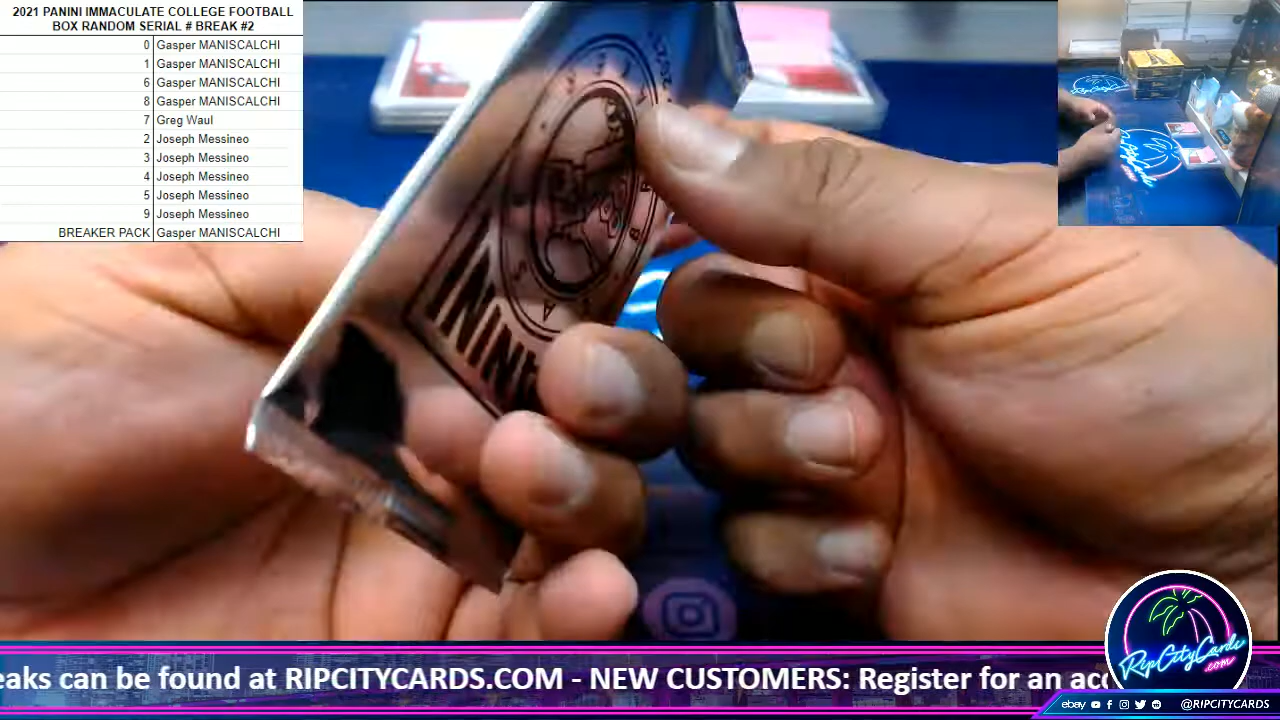 2021 PANINI IMMACULATE COLLEGE FOOTBALL
BOX RANDOM SERIAL # BREAK #2
0 Gasper MANISCALCHI
1 Gasper MANISCALCHI
6 Gasper MANISCALCHI
8 Gasper MANISCALCHI
7 Greg Waul
2 Joseph Messineo
3 Joseph Messineo
4 Joseph Messineo
5 Joseph Messineo
9 Joseph Messineo
BREAKER PACK Gasper MANISCALCHI
PANINI
eaks can be found at RIPCITYCARDS.COM - NEW CUSTOMERS: Register for an acc
RipCityCards
.com
ebay @RIPCITYCARDS